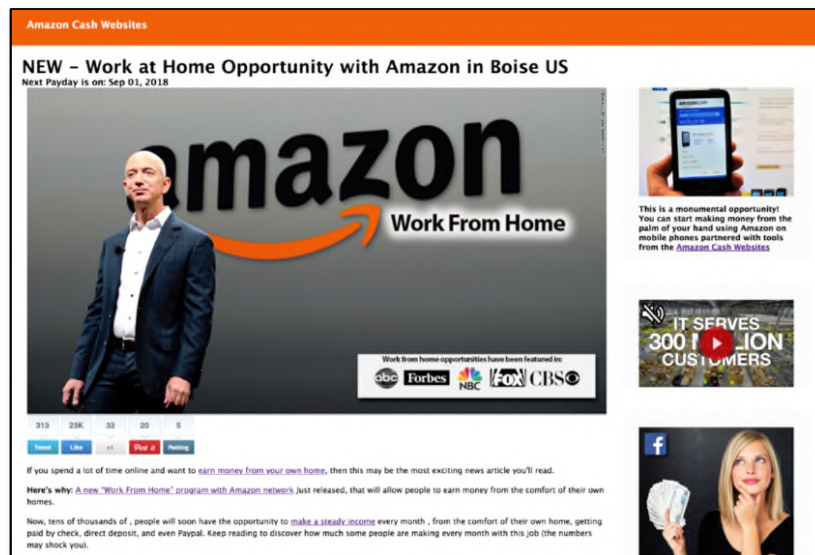 Amazon Cash Websites
NEW – Work at Home Opportunity with Amazon in Boise US
Next Payday is on: Sep 01, 2018
amazon
Work From Home
Work from home opportunities have been featured in:
abc Forbes NBC FOX CBS
313 23K 32 20 5
Tweet Like +1 Pin it Reblog
If you spend a lot of time online and want to earn money from your own home, then this may be the most exciting news article you'll read.
Here's why: A new "Work From Home" program with Amazon network Just released, that will allow people to earn money from the comfort of their own
homes.
Now, tens of thousands of , people will soon have the opportunity to make a steady income every month , from the comfort of their own home, getting
paid by check, direct deposit, and even Paypal. Keep reading to discover how much some people are making every month with this job (the numbers
may shock you).
This is a monumental opportunity!
You can start making money from the
palm of your hand using Amazon on
mobile phones partnered with tools
from the Amazon Cash Websites
IT SERVES
300 MILLION
CUSTOMERS
f